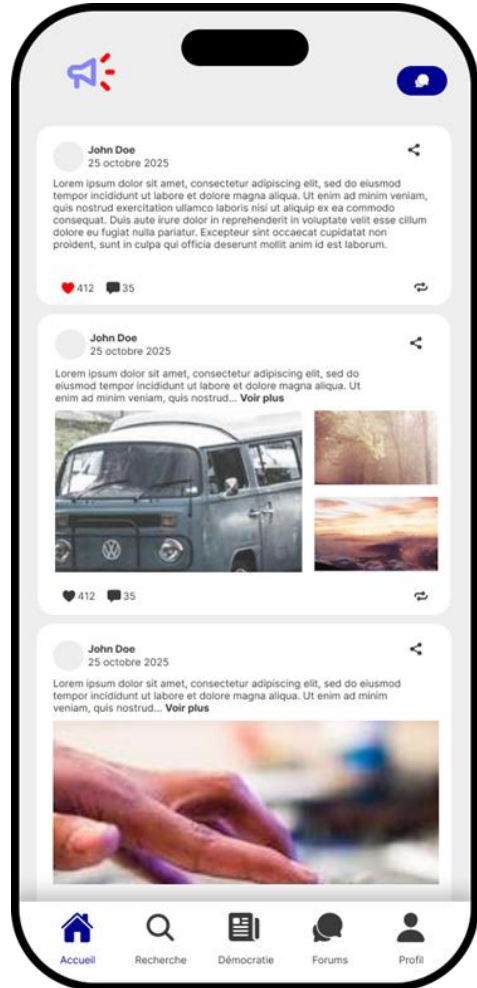 John Doe
25 octobre 2025
Lorem ipsum dolor sit amet, consectetur adipiscing elit, sed do eiusmod
tempor incididunt ut labore et dolore magna aliqua. Ut enim ad minim veniam,
quis nostrud exercitation ullamco laboris nisi ut aliquip ex ea commodo
consequat. Duis aute irure dolor in reprehenderit in voluptate velit esse cillum
dolore eu fugiat nulla pariatur. Excepteur sint occaecat cupidatat non
proident, sunt in culpa qui officia deserunt mollit anim id est laborum.
412 35
John Doe
25 octobre 2025
Lorem ipsum dolor sit amet, consectetur adipiscing elit, sed do
eiusmod tempor incididunt ut labore et dolore magna aliqua. Ut
enim ad minim veniam, quis nostrud... Voir plus
412 35
John Doe
25 octobre 2025
Lorem ipsum dolor sit amet, consectetur adipiscing elit, sed do eiusmod
tempor incididunt ut labore et dolore magna aliqua. Ut enim ad minim
veniam, quis nostrud... Voir plus
Accueil Recherche Démocratie Forums Profil